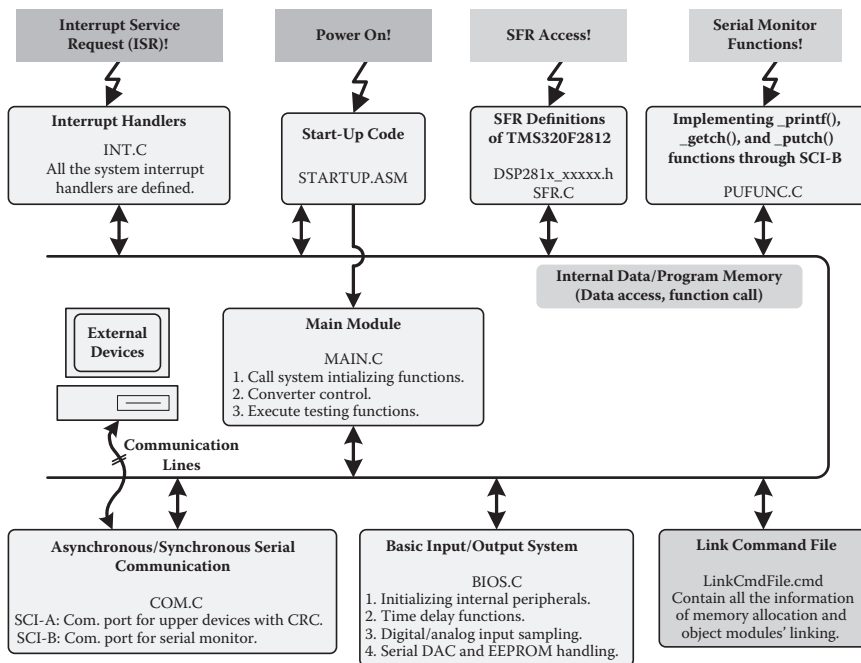 Interrupt Service
Request (ISR)!
Power On!
SFR Access!
Serial Monitor
Functions!
Interrupt Handlers
INT.C
All the system interrupt
handlers are defined.
Start-Up Code
STARTUP.ASM
SFR Definitions
of TMS320F2812
DSP281x_xxxxx.h
SFR.C
Implementing _printf(),
_getch(), and _putch()
functions through SCI-B
PUFUNC.C
Internal Data/Program Memory
(Data access, function call)
External
Devices
Main Module
MAIN.C
1. Call system intializing functions.
2. Converter control.
3. Execute testing functions.
Communication
Lines
Asynchronous/Synchronous Serial
Communication
COM.C
SCI-A: Com. port for upper devices with CRC.
SCI-B: Com. port for serial monitor.
Basic Input/Output System
BIOS.C
1. Initializing internal peripherals.
2. Time delay functions.
3. Digital/analog input sampling.
4. Serial DAC and EEPROM handling.
Link Command File
LinkCmdFile.cmd
Contain all the information
of memory allocation and
object modules' linking.